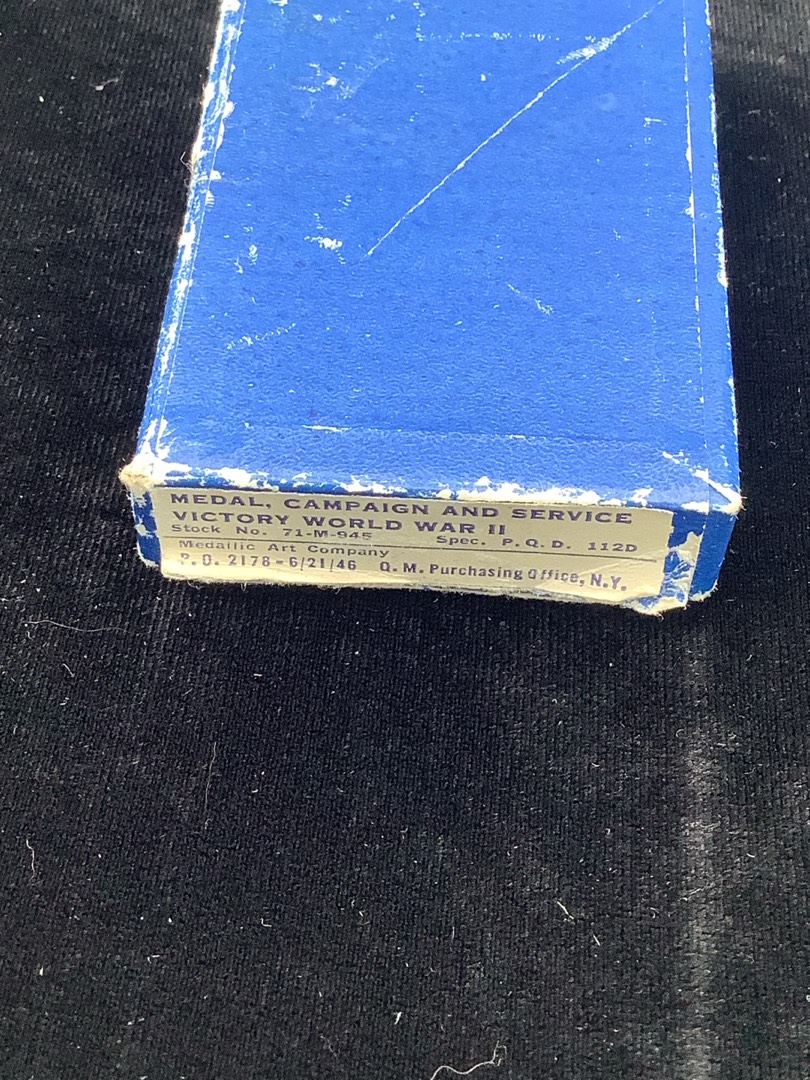 MEDAL, CAMPAIGN AND SERVICE
VICTORY WORLD WAR II
Stock No. 71-M-945 Spec. P. Q. D. 112D
Medallic Art Company
P. O. 2178 - 6/21/46 Q. M. Purchasing Office, N.Y.